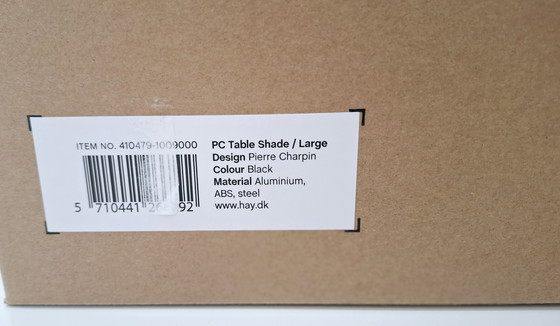 ITEM NO. 410479-1009000
5 710441 2 92
PC Table Shade / Large
Design Pierre Charpin
Colour Black
Material Aluminium,
ABS, steel
www.hay.dk